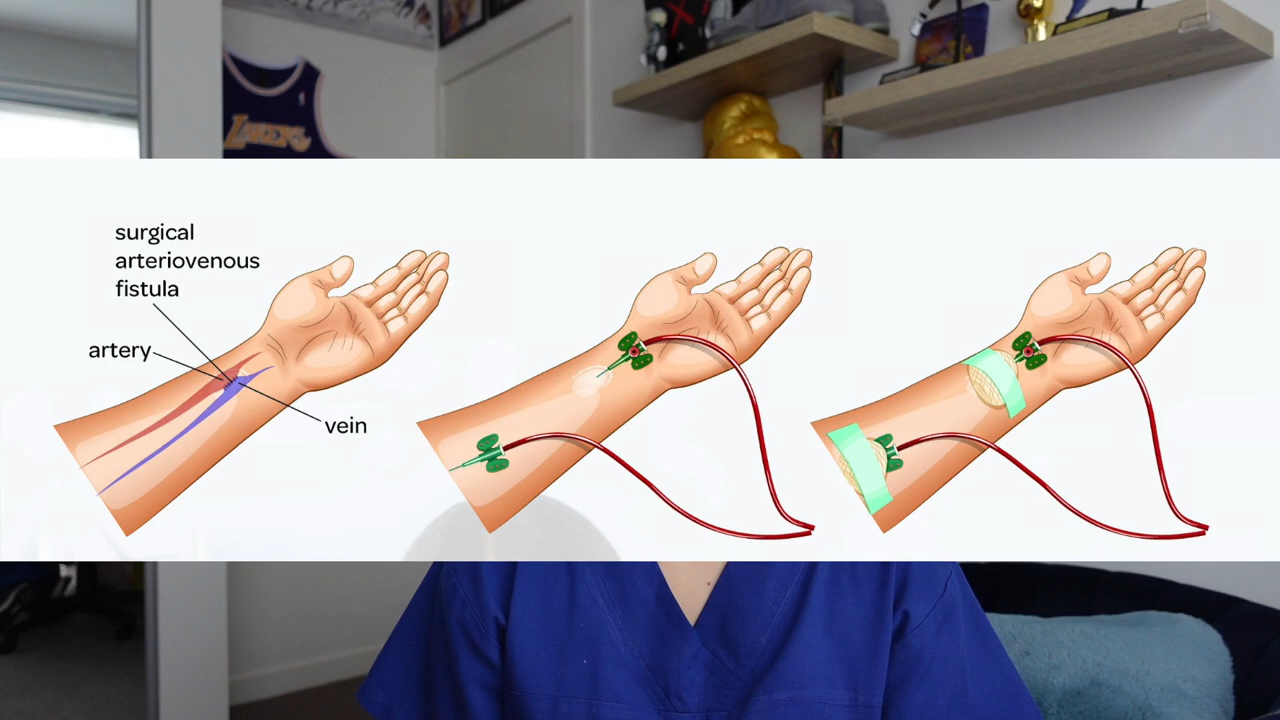 LAKERS
surgical
arteriovenous
fistula
artery
vein